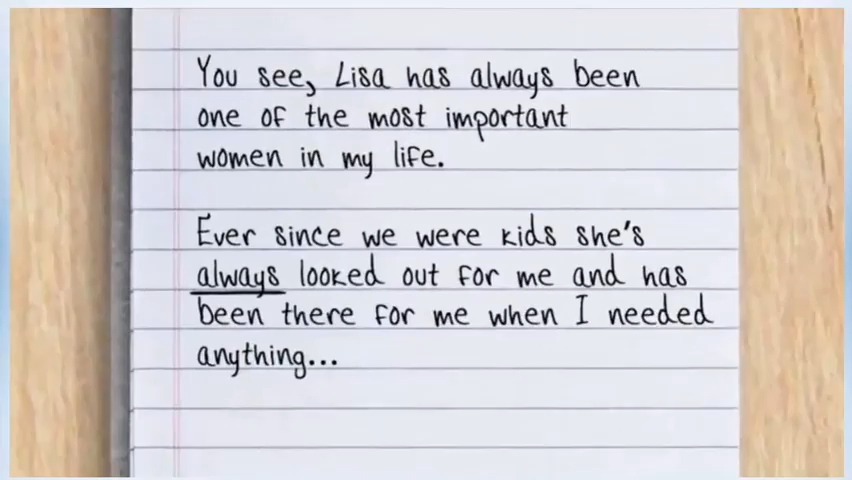 You see, Lisa has always been
one of the most important
women in my life.
Ever since we were kids she's
always looked out for me and has
been there for me when I needed
anything...